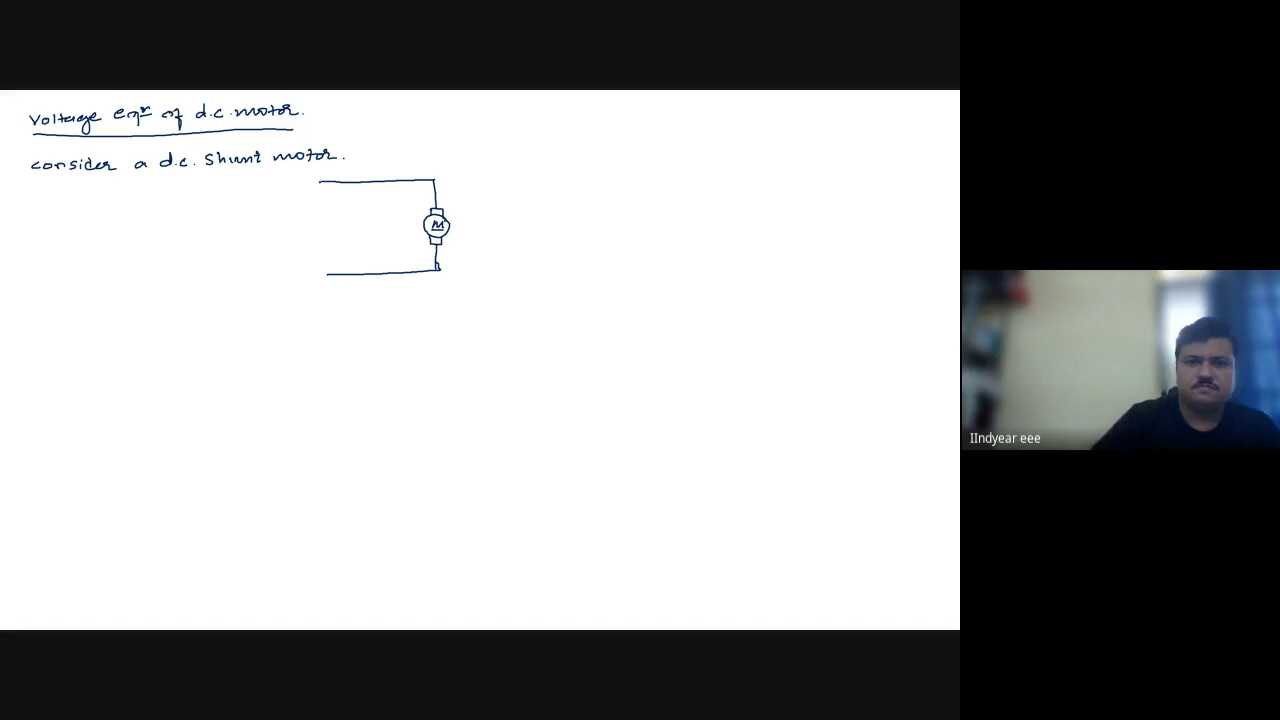 Voltage eqn of d.c. motor.
consider a d.c. shunt motor.
M
IIndyear eee